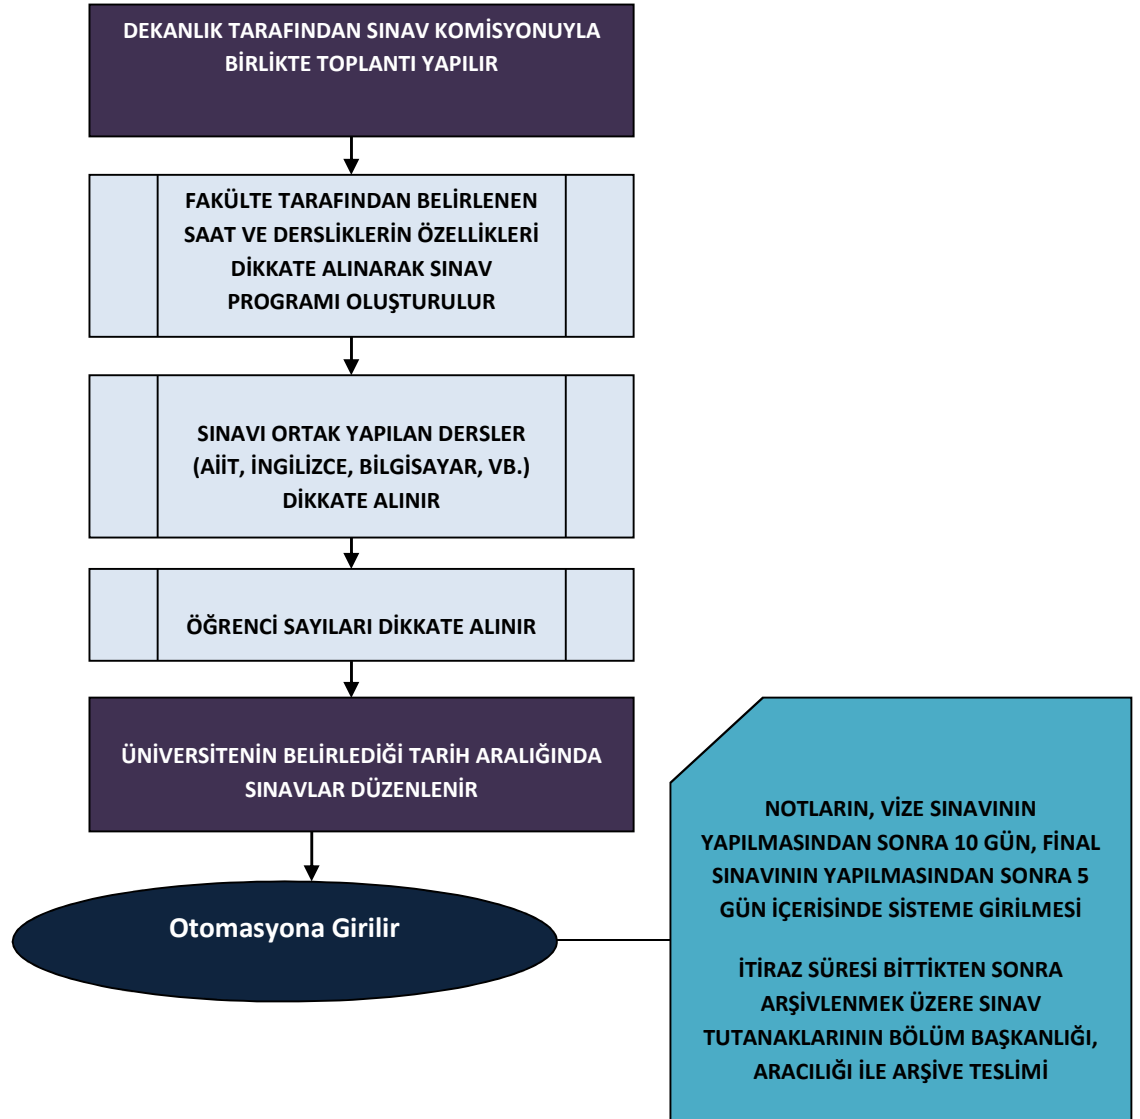 DEKANLIK TARAFINDAN SINAV KOMİSYONUYLA
BİRLİKTE TOPLANTI YAPILIR
FAKÜLTE TARAFINDAN BELİRLENEN
SAAT VE DERSLİKLERİN ÖZELLİKLERİ
DİKKATE ALINARAK SINAV
PROGRAMI OLUŞTURULUR
SINAVI ORTAK YAPILAN DERSLER
(AİİT, İNGİLİZCE, BİLGİSAYAR, VB.)
DİKKATE ALINIR
ÖĞRENCİ SAYILARI DİKKATE ALINIR
ÜNİVERSİTENİN BELİRLEDİĞİ TARİH ARALIĞINDA
SINAVLAR DÜZENLENİR
Otomasyona Girilir
NOTLARIN, VİZE SINAVININ
YAPILMASINDAN SONRA 10 GÜN, FİNAL
SINAVININ YAPILMASINDAN SONRA 5
GÜN İÇERİSİNDE SİSTEME GİRİLMESİ
İTİRAZ SÜRESİ BİTTİKTEN SONRA
ARŞİVLENMEK ÜZERE SINAV
TUTANAKLARININ BÖLÜM BAŞKANLIĞI,
ARACILIĞI İLE ARŞİVE TESLİMİ